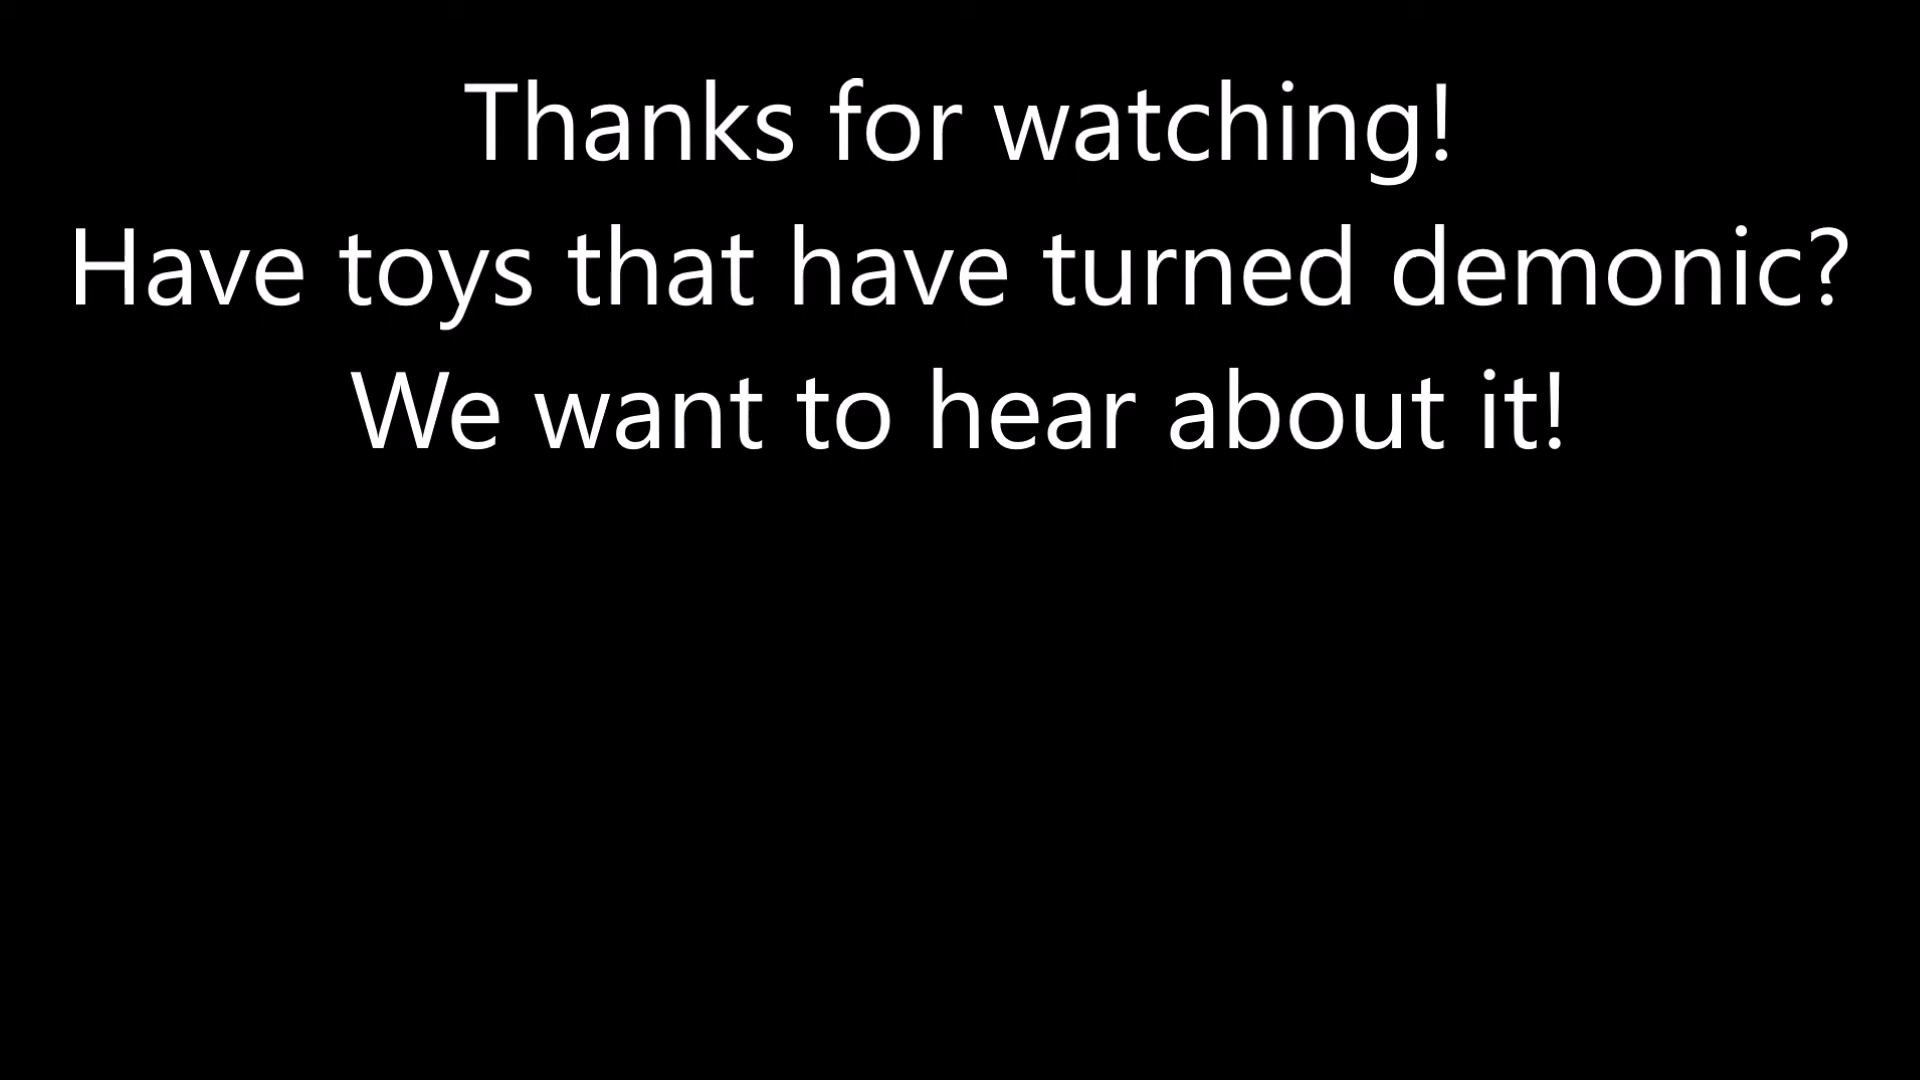 Thanks for watching!
Have toys that have turned demonic?
We want to hear about it!